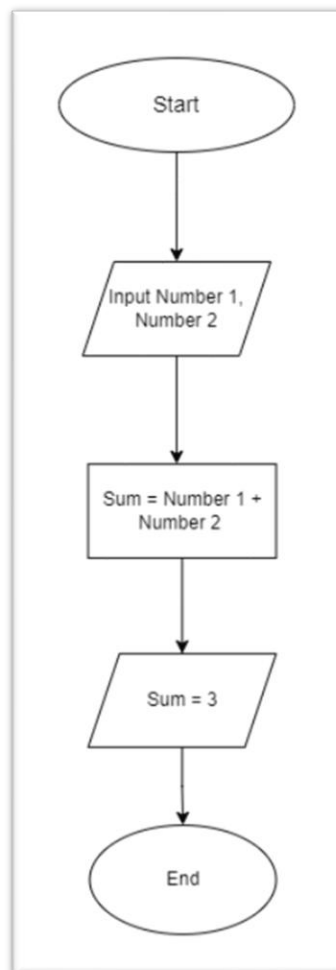 Start
Input Number 1,
Number 2
Sum = Number 1 +
Number 2
Sum = 3
End